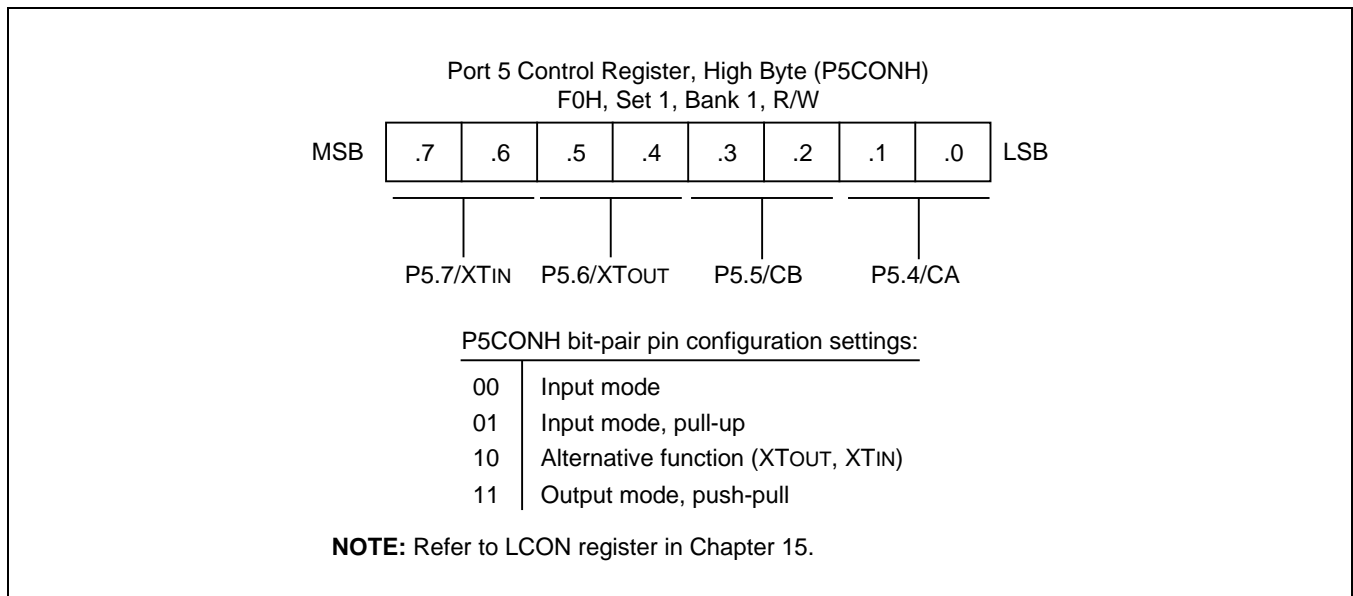 Port 5 Control Register, High Byte (P5CONH)
F0H, Set 1, Bank 1, R/W
MSB .7 .6 .5 .4 .3 .2 .1 .0 LSB
P5.7/XTIN P5.6/XTOUT P5.5/CB P5.4/CA
P5CONH bit-pair pin configuration settings:
00 Input mode
01 Input mode, pull-up
10 Alternative function (XTOUT, XTIN)
11 Output mode, push-pull
NOTE: Refer to LCON register in Chapter 15.